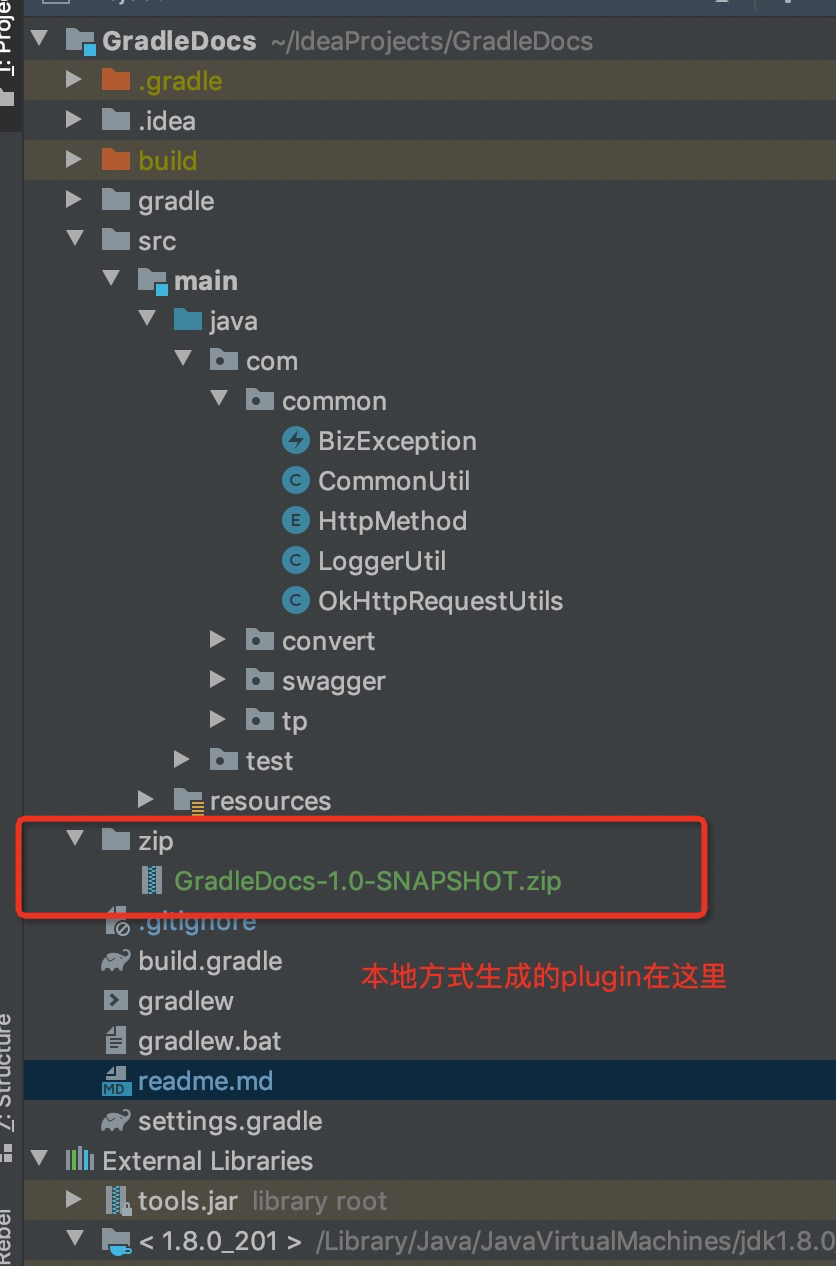 GradleDocs ~/IdeaProjects/GradleDocs
.gradle
.idea
build
gradle
src
main
java
com
common
BizException
CommonUtil
HttpMethod
LoggerUtil
OkHttpRequestUtils
convert
swagger
tp
test
resources
zip
GradleDocs-1.0-SNAPSHOT.zip
.gitignore
build.gradle
本地方式生成的plugin在这里
gradlew
gradlew.bat
readme.md
settings.gradle
External Libraries
tools.jar library root
< 1.8.0_201 > /Library/Java/JavaVirtualMachines/jdk1.8.0
Z: Structure
Rebel